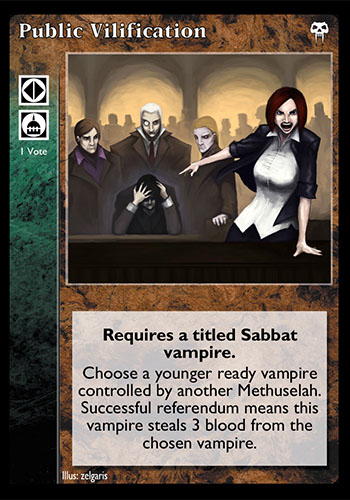 Public Vilification
1 Vote
Requires a titled Sabbat
vampire.
Choose a younger ready vampire
controlled by another Methuselah.
Successful referendum means this
vampire steals 3 blood from the
chosen vampire.
Illus: zelgaris